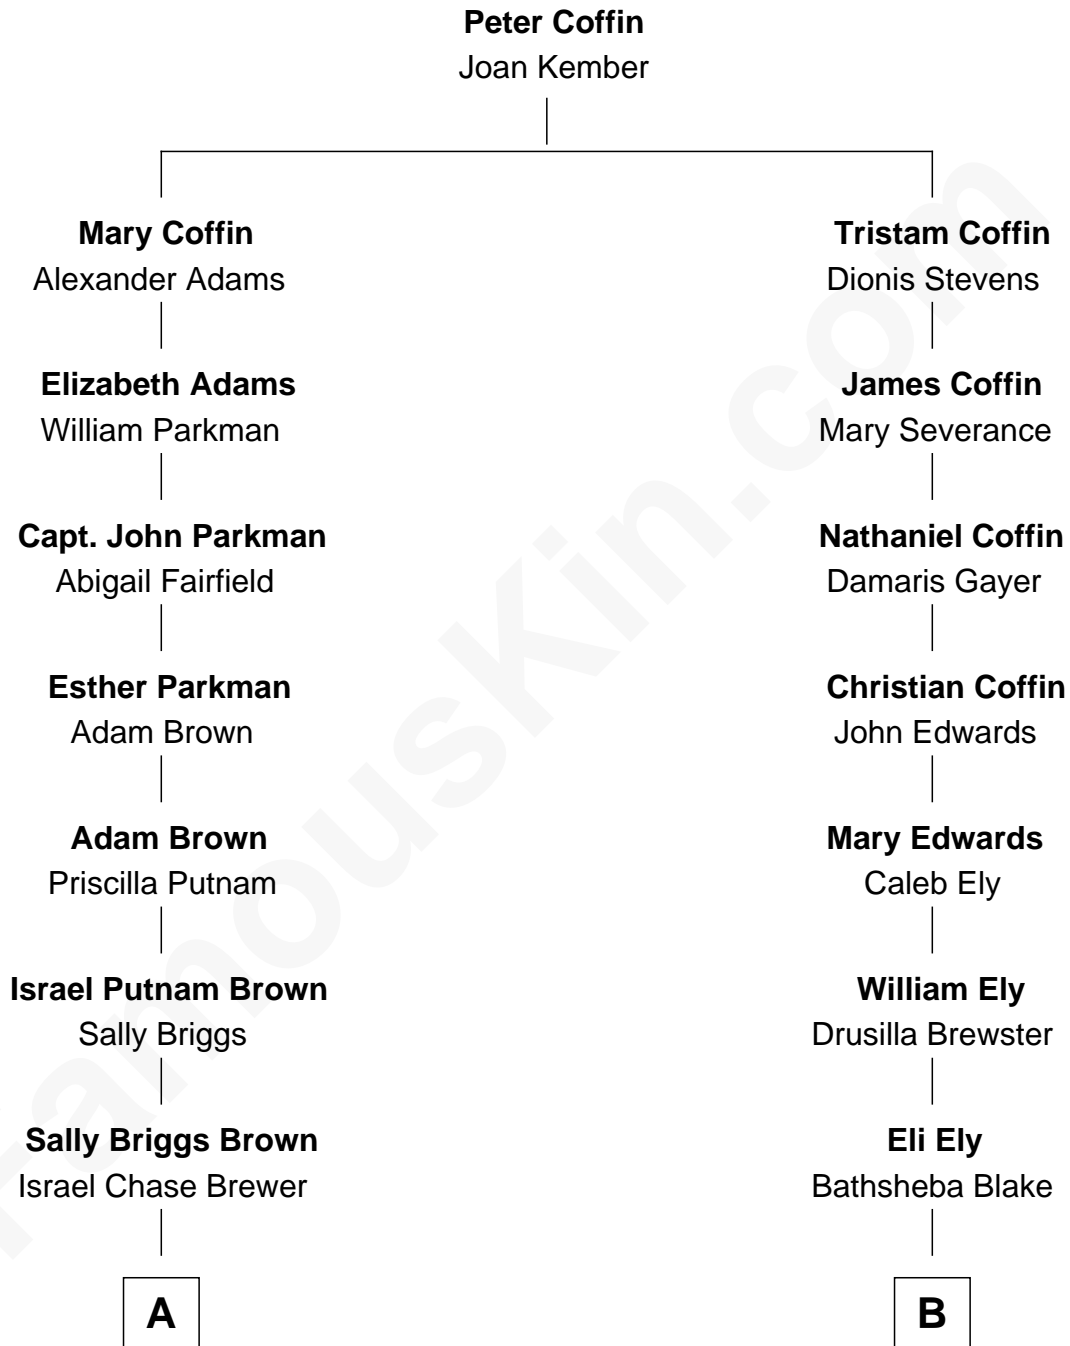 Peter Coffin
Joan Kember
Mary Coffin
Alexander Adams
Tristam Coffin
Dionis Stevens
Elizabeth Adams
William Parkman
James Coffin
Mary Severance
Capt. John Parkman
Abigail Fairfield
Nathaniel Coffin
Damaris Gayer
Esther Parkman
Adam Brown
Christian Coffin
John Edwards
Adam Brown
Priscilla Putnam
Mary Edwards
Caleb Ely
Israel Putnam Brown
Sally Briggs
William Ely
Drusilla Brewster
Sally Briggs Brown
Israel Chase Brewer
Eli Ely
Bathsheba Blake
A
B
FamousKin.com